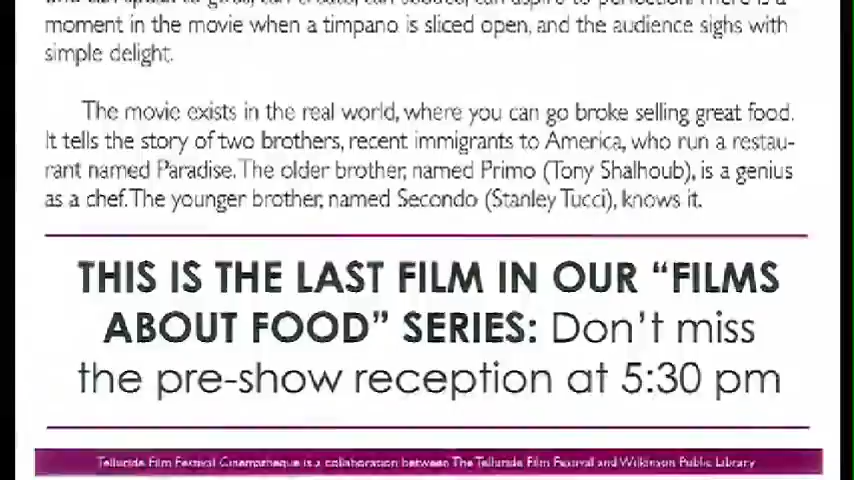 moment in the movie when a timpano is sliced open, and the audience sighs with
simple delight.
The movie exists in the real world, where you can go broke selling great food.
It tells the story of two brothers, recent immigrants to America, who run a restau-
rant named Paradise. The older brother, named Primo (Tony Shalhoub), is a genius
as a chef. The younger brother, named Secondo (Stanley Tucci), knows it.
THIS IS THE LAST FILM IN OUR “FILMS
ABOUT FOOD” SERIES: Don’t miss
the pre-show reception at 5:30 pm
Telluride Film Festival Cinematheque is a collaboration between The Telluride Film Festival and Wilkinson Public Library